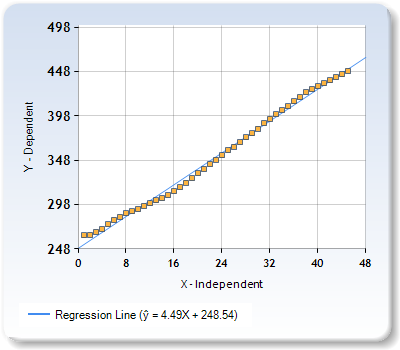 498
448
398
348
298
248
Y - Dependent
0 8 16 24 32 40 48
X - Independent
Regression Line (ŷ = 4.49X + 248.54)